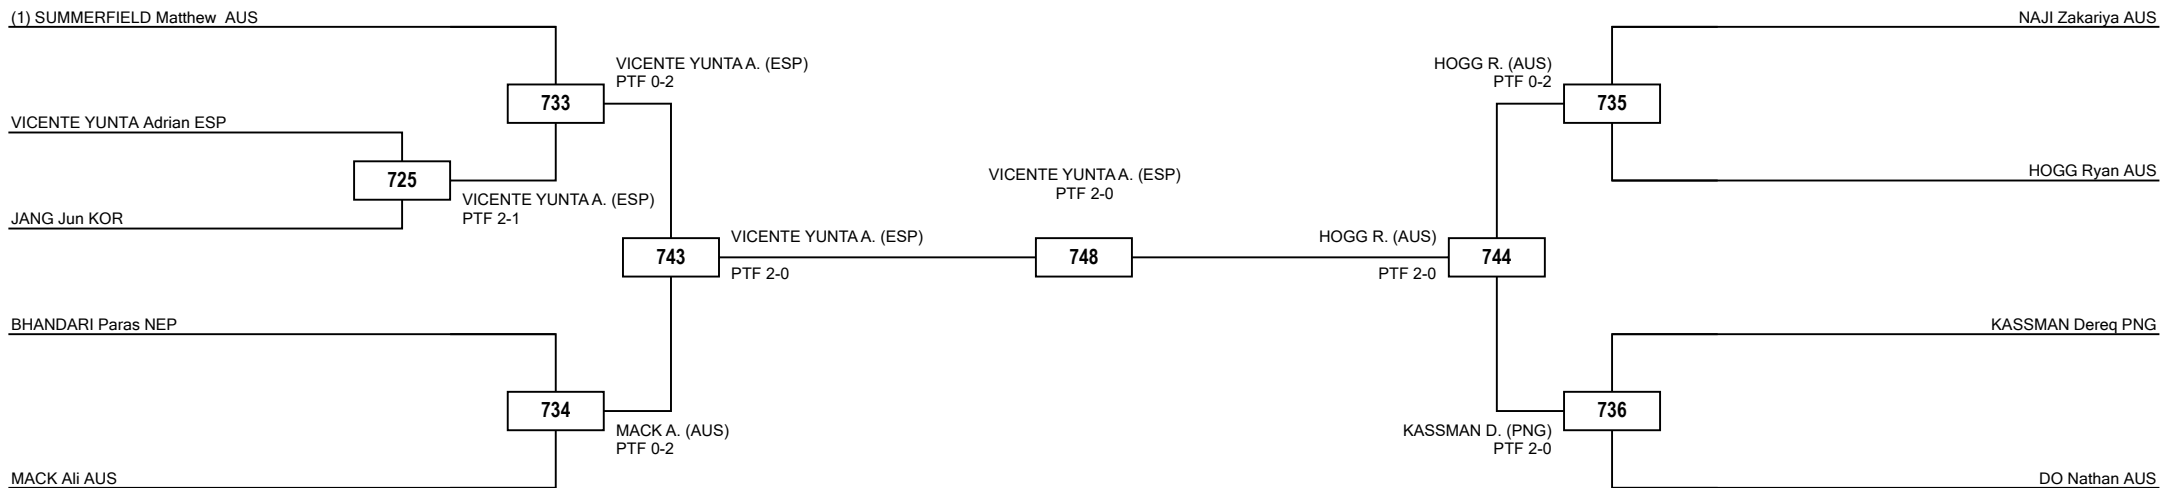 (1) SUMMERFIELD Matthew  AUS
NAJI Zakariya AUS
VICENTE YUNTA A. (ESP)
PTF 0-2
HOGG R. (AUS)
PTF 0-2
733
735
VICENTE YUNTA Adrian ESP
725
VICENTE YUNTA A. (ESP)
PTF 2-0
HOGG Ryan AUS
VICENTE YUNTA A. (ESP)
PTF 2-1
JANG Jun KOR
VICENTE YUNTA A. (ESP)
HOGG R. (AUS)
743
748
744
PTF 2-0
PTF 2-0
BHANDARI Paras NEP
KASSMAN Dereq PNG
734
736
MACK A. (AUS)
PTF 0-2
KASSMAN D. (PNG)
PTF 2-0
MACK Ali AUS
DO Nathan AUS